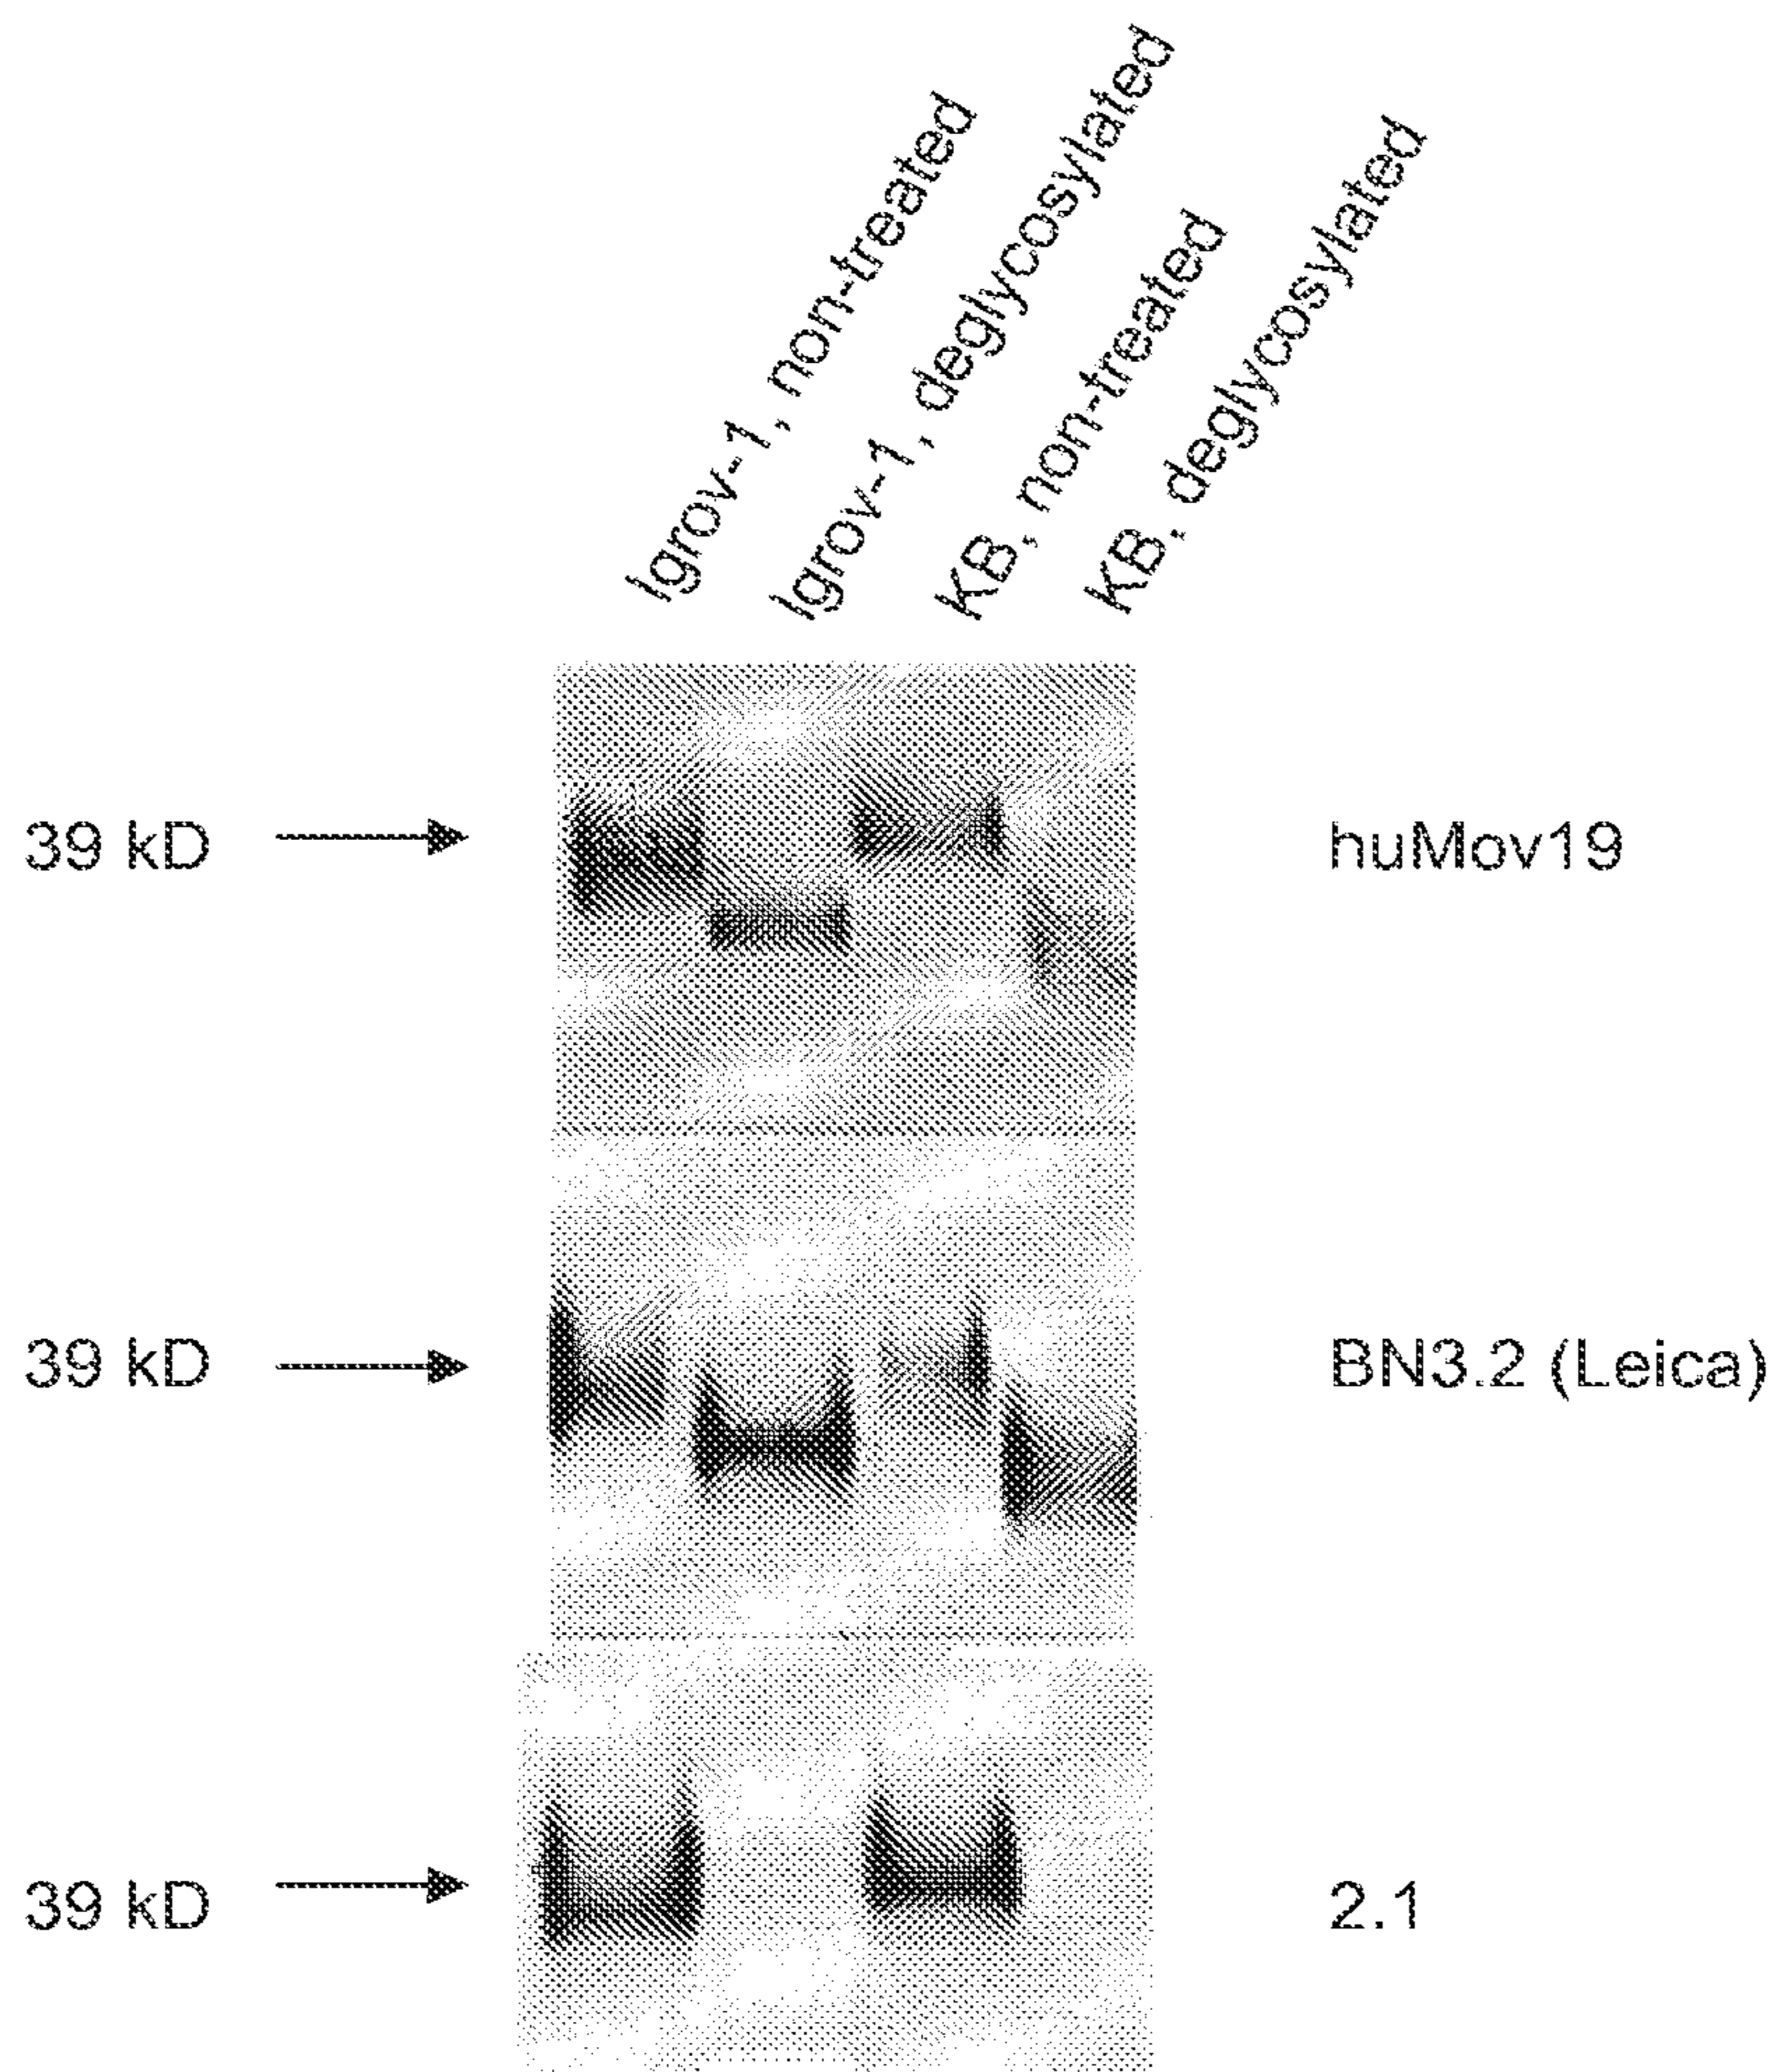 Igrov-1, non-treated
Igrov-1, deglycosylated
KB, non-treated
KB, deglycosylated
39 kD
huMov19
39 kD
BN3.2 (Leica)
39 kD
2.1